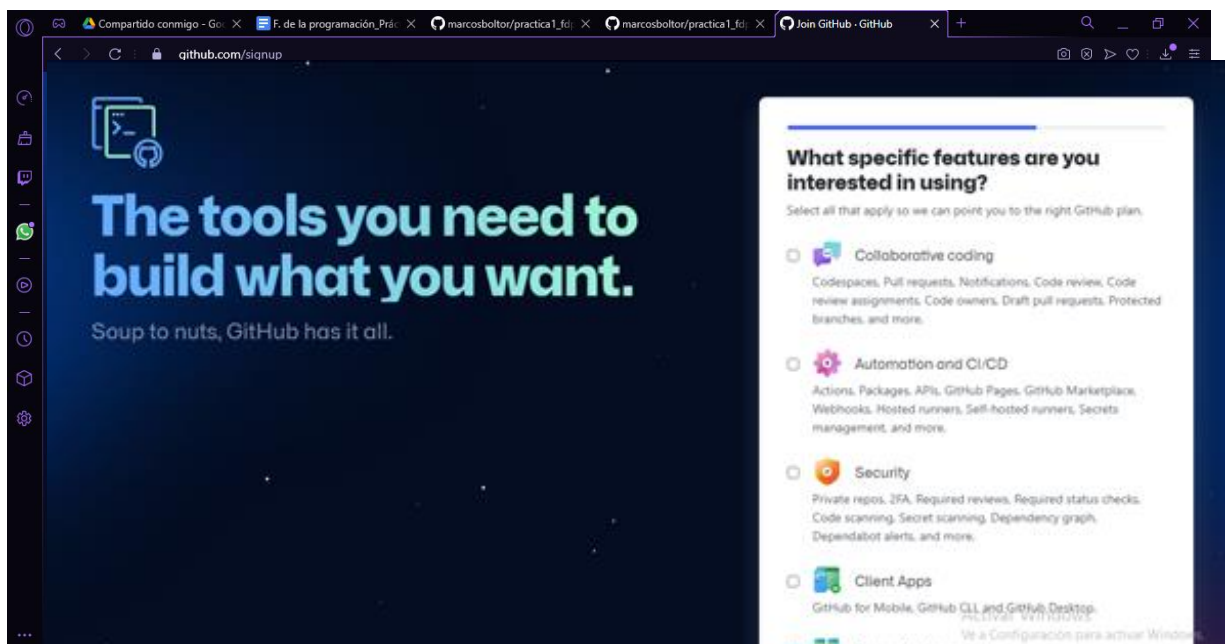 Compartido conmigo - Goo
F. de la programación_Prác
marcosboltor/practica1_fdp
marcosboltor/practica1_fdp
Join GitHub · GitHub
github.com/signup
The tools you need to
build what you want.
Soup to nuts, GitHub has it all.
What specific features are you
interested in using?
Select all that apply so we can point you to the right GitHub plan.
Collaborative coding
Codespaces, Pull requests, Notifications, Code review, Code
review assignments, Code owners, Draft pull requests, Protected
branches, and more.
Automation and CI/CD
Actions, Packages, APIs, GitHub Pages, GitHub Marketplace,
Webhooks, Hosted runners, Self-hosted runners, Secrets
management, and more.
Security
Private repos, 2FA, Required reviews, Required status checks,
Code scanning, Secret scanning, Dependency graph,
Dependabot alerts, and more.
Client Apps
GitHub for Mobile, GitHub CLI, and GitHub Desktop.
Activar Windows
Ve a Configuración para activar Windows.